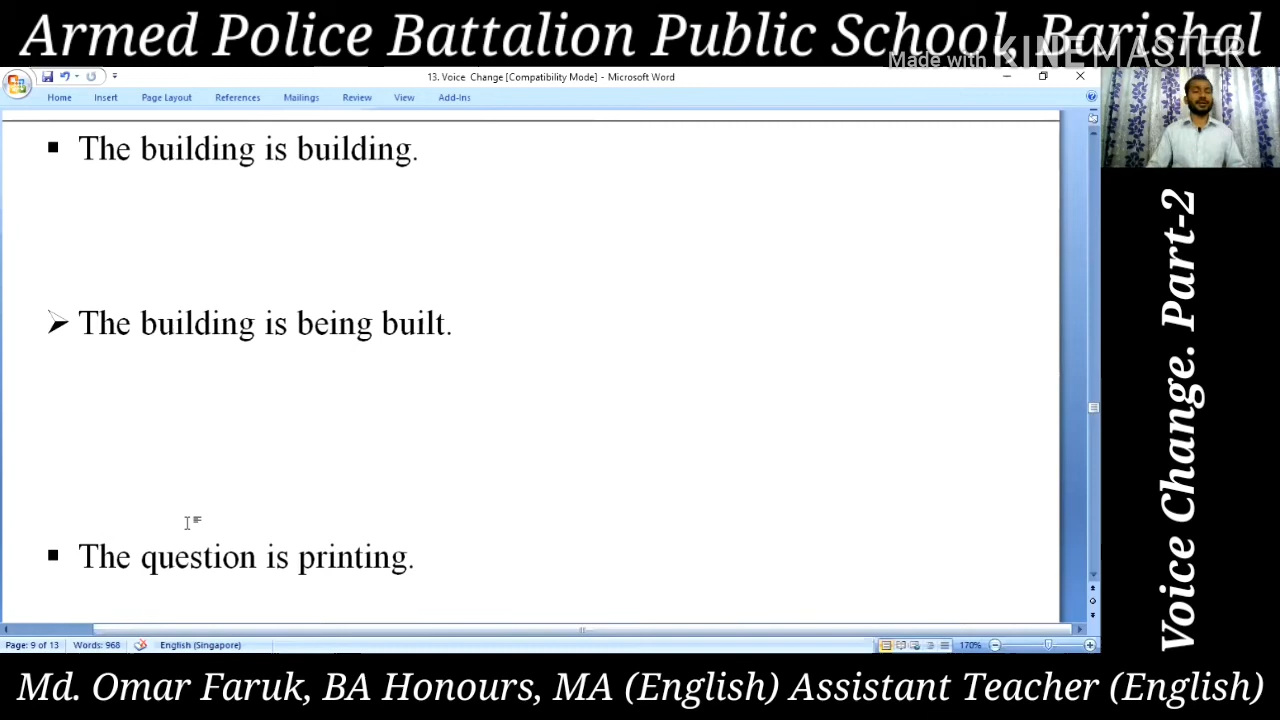 Armed Police Battalion Public School, Barishal
Made with KINEMASTER
13. Voice Change [Compatibility Mode] - Microsoft Word
Home Insert Page Layout References Mailings Review View Add-Ins
▪ The building is building.
➢ The building is being built.
▪ The question is printing.
Voice Change. Part-2
Page: 9 of 13 Words: 968 English (Singapore) 170%
Md. Omar Faruk, BA Honours, MA (English) Assistant Teacher (English)